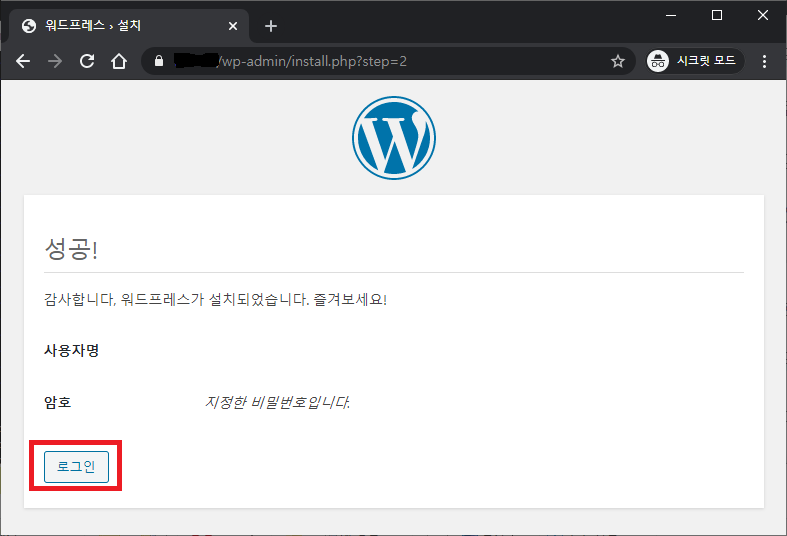 워드프레스 › 설치
/wp-admin/install.php?step=2
시크릿 모드
성공!
감사합니다, 워드프레스가 설치되었습니다. 즐겨보세요!
사용자명
암호 지정한 비밀번호입니다.
로그인